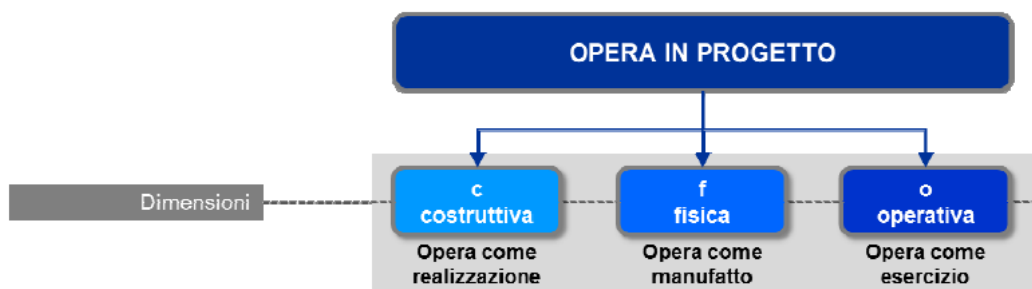 OPERA IN PROGETTO
Dimensioni
c
costruttiva
f
fisica
o
operativa
Opera come
realizzazione
Opera come
manufatto
Opera come
esercizio